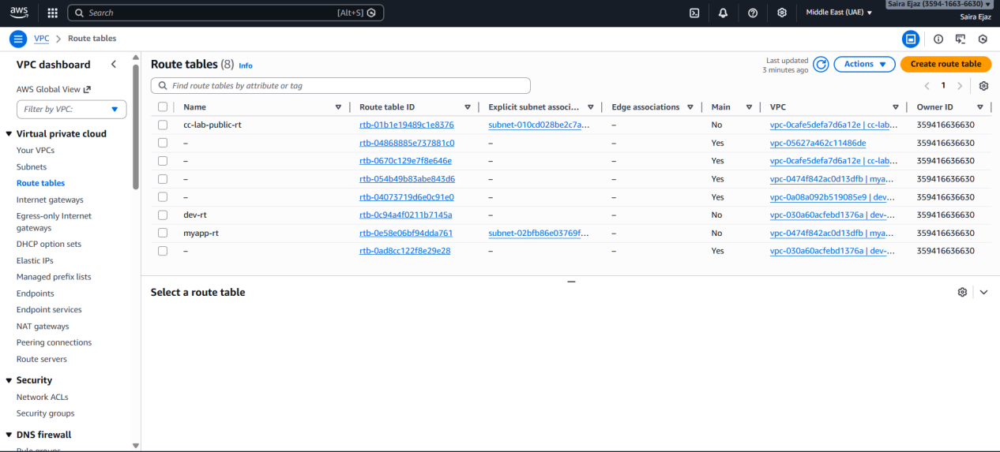 aws
Search [Alt+S]
Middle East (UAE)
Saira Ejaz (3594-1663-6630)
Saira Ejaz
VPC > Route tables
VPC dashboard
AWS Global View
Filter by VPC:
Virtual private cloud
Your VPCs
Subnets
Route tables
Internet gateways
Egress-only Internet
gateways
DHCP option sets
Elastic IPs
Managed prefix lists
Endpoints
Endpoint services
NAT gateways
Peering connections
Route servers
Security
Network ACLs
Security groups
DNS firewall
Rule groups
Route tables (8) Info
Last updated
3 minutes ago
Actions
Create route table
Find route tables by attribute or tag
1
Name Route table ID Explicit subnet associ... Edge associations Main VPC Owner ID
cc-lab-public-rt rtb-01b1e19489c1e8376 subnet-010cd028be2c7a... – No vpc-0cafe5defa7d6a12e | cc-lab... 359416636630
– rtb-04868885e737881c0 – – Yes vpc-05627a462c11486de 359416636630
– rtb-0670c129e7f8e646e – – Yes vpc-0cafe5defa7d6a12e | cc-lab... 359416636630
– rtb-054b49b83abe843d6 – – Yes vpc-0474f842ac0d13dfb | mya... 359416636630
– rtb-04073719d6e0c91e0 – – Yes vpc-0a08a092b519085e9 | dev... 359416636630
dev-rt rtb-0c94a4f0211b7145a – – No vpc-030a60acfebd1376a | dev-... 359416636630
myapp-rt rtb-0e58e06bf94dda761 subnet-02bfb86e03769f... – No vpc-0474f842ac0d13dfb | mya... 359416636630
– rtb-0ad8cc122f8e29e28 – – Yes vpc-030a60acfebd1376a | dev-... 359416636630
Select a route table